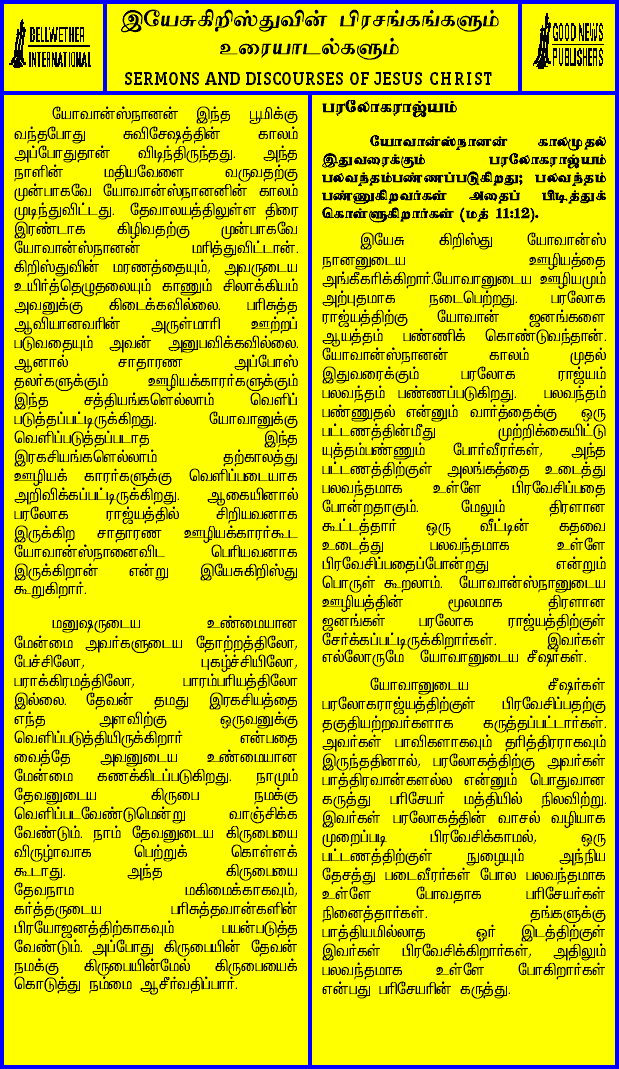 BELLWETHER
INTERNATIONAL
இயேசுகிறிஸ்துவின் பிரசங்கங்களும்
உரையாடல்களும்
SERMONS AND DISCOURSES OF JESUS CHRIST
GOOD NEWS
PUBLISHERS
யோவான்ஸ்நானன் இந்த பூமிக்கு
வந்தபோது சுவிசேஷத்தின் காலம்
அப்போதுதான் விடிந்திருந்தது. அந்த
நாளின் மதியவேளை வருவதற்கு
முன்பாகவே யோவான்ஸ்நானனின் காலம்
முடிந்துவிட்டது. தேவாலயத்திலுள்ள திரை
இரண்டாக கிழிவதற்கு முன்பாகவே
யோவான்ஸ்நானன் மரித்துவிட்டான்.
கிறிஸ்துவின் மரணத்தையும், அவருடைய
உயிர்த்தெழுதலையும் காணும் சிலாக்கியம்
அவனுக்கு கிடைக்கவில்லை. பரிசுத்த
ஆவியானவரின் அருள்மாரி ஊற்றப்
படுவதையும் அவன் அனுபவிக்கவில்லை.
ஆனால் சாதாரண அப்போஸ்
தலர்களுக்கும் ஊழியக்காரர்களுக்கும்
இந்த சத்தியங்களெல்லாம் வெளிப்
படுத்தப்பட்டிருக்கிறது. யோவானுக்கு
வெளிப்படுத்தப்படாத இந்த
இரகசியங்களெல்லாம் தற்காலத்து
ஊழியக் காரர்களுக்கு வெளிப்படையாக
அறிவிக்கப்பட்டிருக்கிறது. ஆகையினால்
பரலோக ராஜ்யத்தில் சிறியவனாக
இருக்கிற சாதாரண ஊழியக்காரர்கூட
யோவான்ஸ்நானைவிட பெரியவனாக
இருக்கிறான் என்று இயேசுகிறிஸ்து
கூறுகிறார்.
மனுஷருடைய உண்மையான
மேன்மை அவர்களுடைய தோற்றத்திலோ,
பேச்சிலோ, புகழ்ச்சியிலோ,
பராக்கிரமத்திலோ, பாரம்பரியத்திலோ
இல்லை. தேவன் தமது இரகசியத்தை
எந்த அளவிற்கு ஒருவனுக்கு
வெளிப்படுத்தியிருக்கிறார் என்பதை
வைத்தே அவனுடைய உண்மையான
மேன்மை கணக்கிடப்படுகிறது. நாமும்
தேவனுடைய கிருபை நமக்கு
வெளிப்படவேண்டுமென்று வாஞ்சிக்க
வேண்டும். நாம் தேவனுடைய கிருபையை
விருதாவாக பெற்றுக் கொள்ளக்
கூடாது. அந்த கிருபையை
தேவநாம மகிமைக்காகவும்,
கர்த்தருடைய பரிசுத்தவான்களின்
பிரயோஜனத்திற்காகவும் பயன்படுத்த
வேண்டும். அப்போது கிருபையின் தேவன்
நமக்கு கிருபையின்மேல் கிருபையைக்
கொடுத்து நம்மை ஆசீர்வதிப்பார்.
பரலோகராஜ்யம்
யோவான்ஸ்நானன் காலமுதல்
இதுவரைக்கும் பரலோகராஜ்யம்
பலவந்தம்பண்ணப்படுகிறது; பலவந்தம்
பண்ணுகிறவர்கள் அதைப் பிடித்துக்
கொள்ளுகிறார்கள் (மத் 11:12).
இயேசு கிறிஸ்து யோவான்ஸ்
நானனுடைய ஊழியத்தை
அங்கீகரிக்கிறார்.யோவானுடைய ஊழியமும்
அற்புதமாக நடைபெற்றது. பரலோக
ராஜ்யத்திற்கு யோவான் ஜனங்களை
ஆயத்தம் பண்ணிக் கொண்டுவந்தான்.
யோவான்ஸ்நானன் காலம் முதல்
இதுவரைக்கும் பரலோக ராஜ்யம்
பலவந்தம் பண்ணப்படுகிறது. பலவந்தம்
பண்ணுதல் என்னும் வார்த்தைக்கு ஒரு
பட்டணத்தின்மீது முற்றிக்கையிட்டு
யுத்தம்பண்ணும் போர்வீரர்கள், அந்த
பட்டணத்திற்குள் அலங்கத்தை உடைத்து
பலவந்தமாக உள்ளே பிரவேசிப்பதை
போன்றதாகும். மேலும் திரளான
கூட்டத்தார் ஒரு வீட்டின் கதவை
உடைத்து பலவந்தமாக உள்ளே
பிரவேசிப்பதைப்போன்றது என்றும்
பொருள் கூறலாம். யோவான்ஸ்நானுடைய
ஊழியத்தின் மூலமாக திரளான
ஜனங்கள் பரலோக ராஜ்யத்திற்குள்
சேர்க்கப்பட்டிருக்கிறார்கள். இவர்கள்
எல்லோருமே யோவானுடைய சீஷர்கள்.
யோவானுடைய சீஷர்கள்
பரலோகராஜ்யத்திற்குள் பிரவேசிப்பதற்கு
தகுதியற்றவர்களாக கருத்தப்பட்டார்கள்.
அவர்கள் பாவிகளாகவும் தரித்திரராகவும்
இருந்ததினால், பரலோகத்திற்கு அவர்கள்
பாத்திரவான்களல்ல என்னும் பொதுவான
கருத்து பரிசேயர் மத்தியில் நிலவிற்று.
இவர்கள் பரலோகத்தின் வாசல் வழியாக
முறைப்படி பிரவேசிக்காமல், ஒரு
பட்டணத்திற்குள் நுழையும் அந்நிய
தேசத்து படைவீரர்கள் போல பலவந்தமாக
உள்ளே போவதாக பரிசேயர்கள்
நினைத்தார்கள். தங்களுக்கு
பாத்தியமில்லாத ஓர் இடத்திற்குள்
இவர்கள் பிரவேசிக்கிறார்கள், அதிலும்
பலவந்தமாக உள்ளே போகிறார்கள்
என்பது பரிசேயரின் கருத்து.